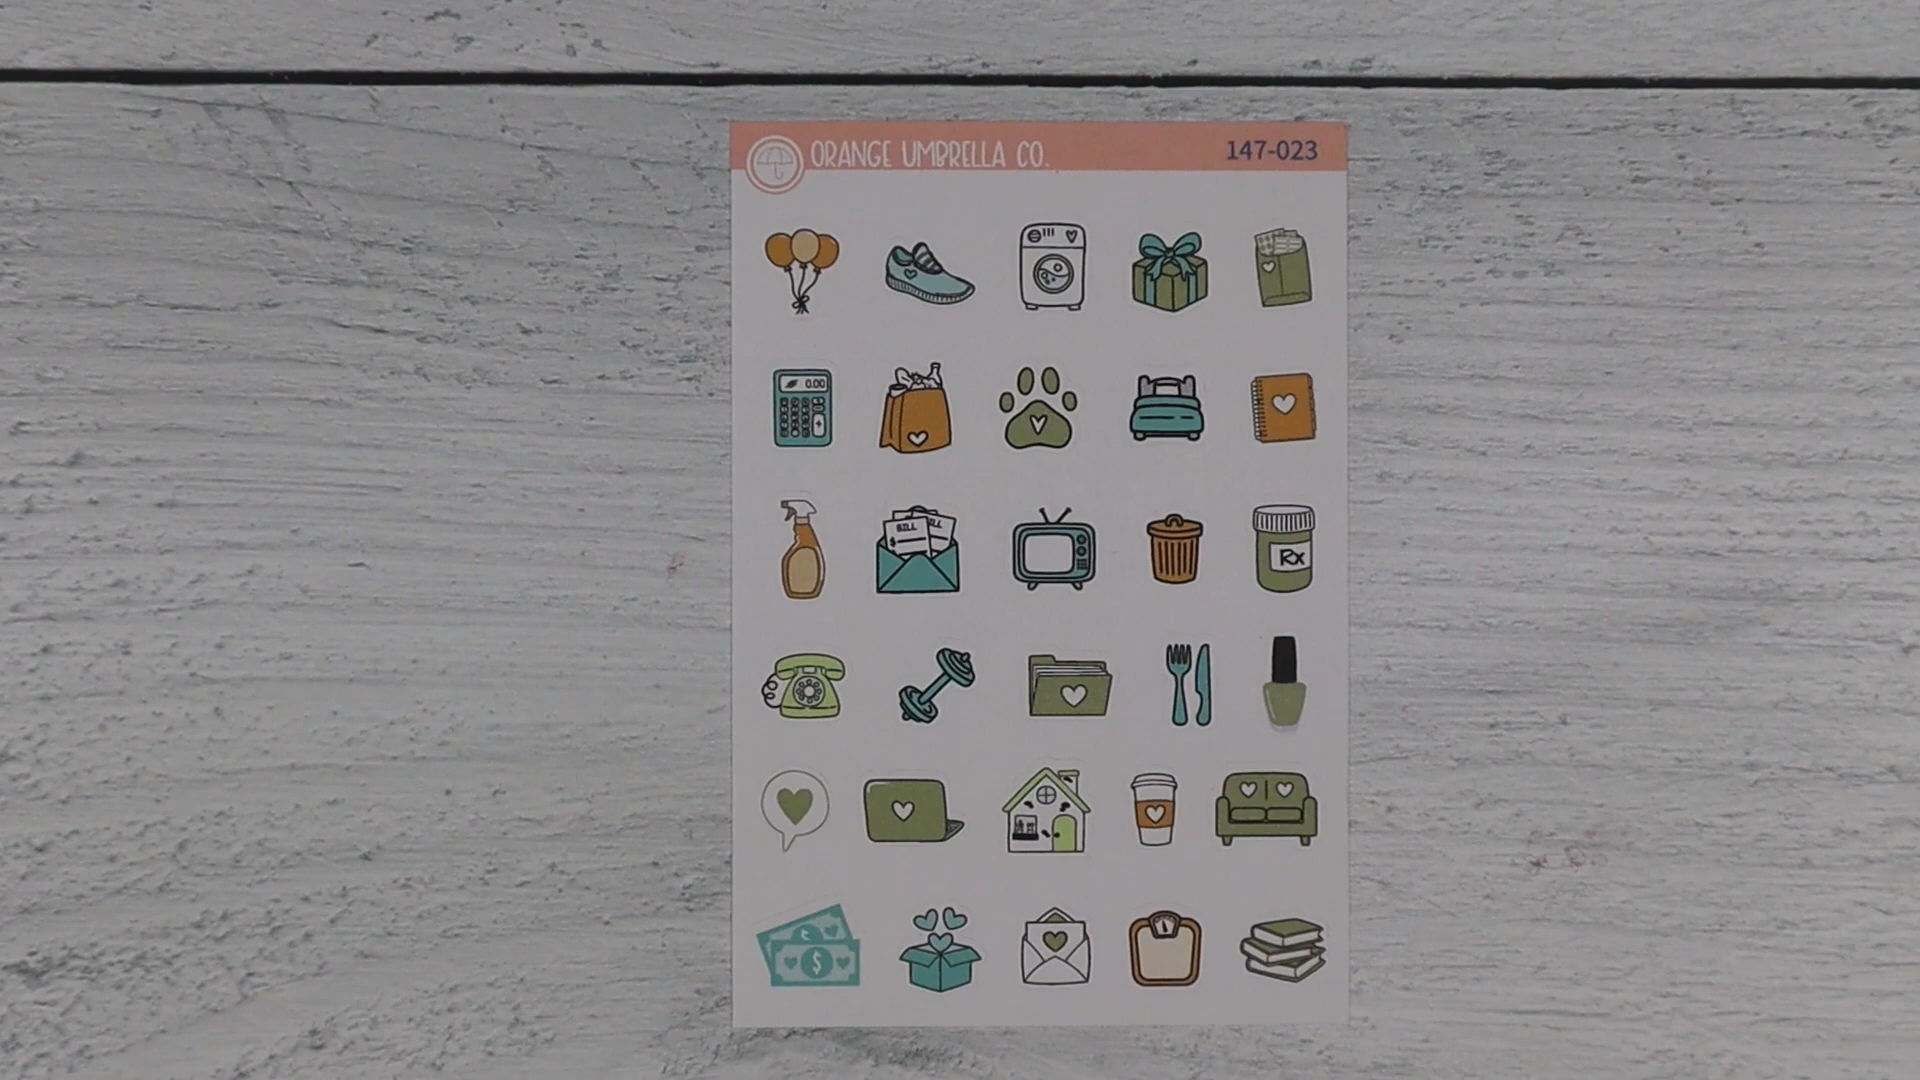 ORANGE UMBRELLA CO. 147-023
0.00
BILL
$
Rx
$